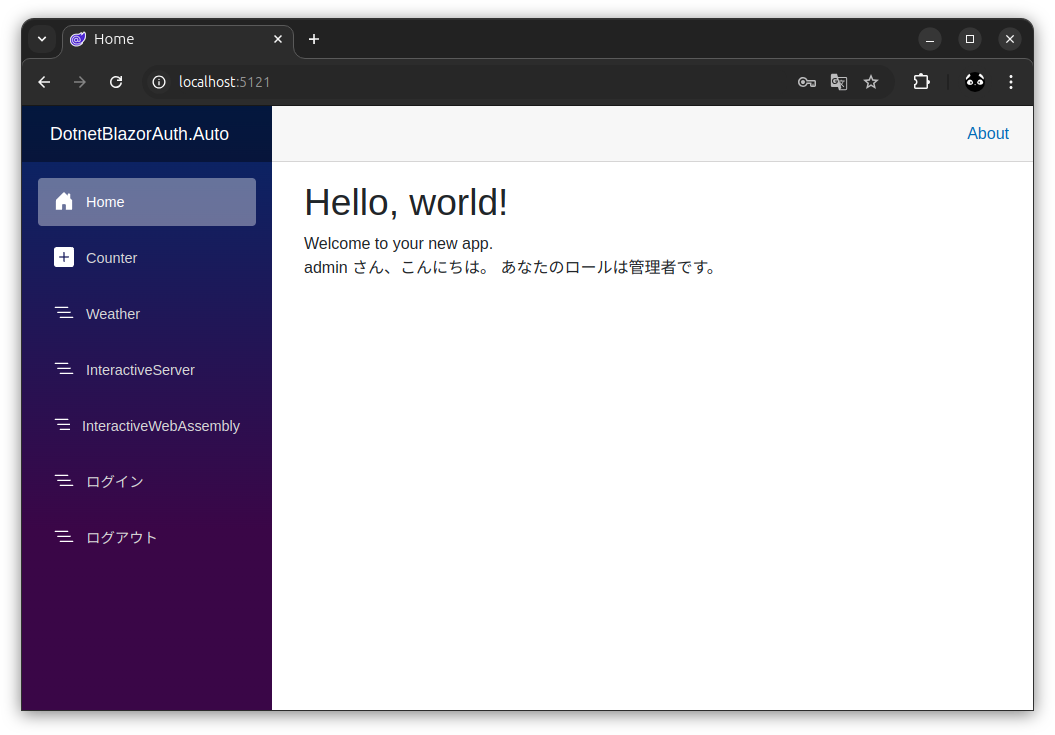 Home
localhost:5121
DotnetBlazorAuth.Auto
About
Home
Counter
Weather
InteractiveServer
InteractiveWebAssembly
ログイン
ログアウト
Hello, world!
Welcome to your new app.
admin さん、こんにちは。 あなたのロールは管理者です。